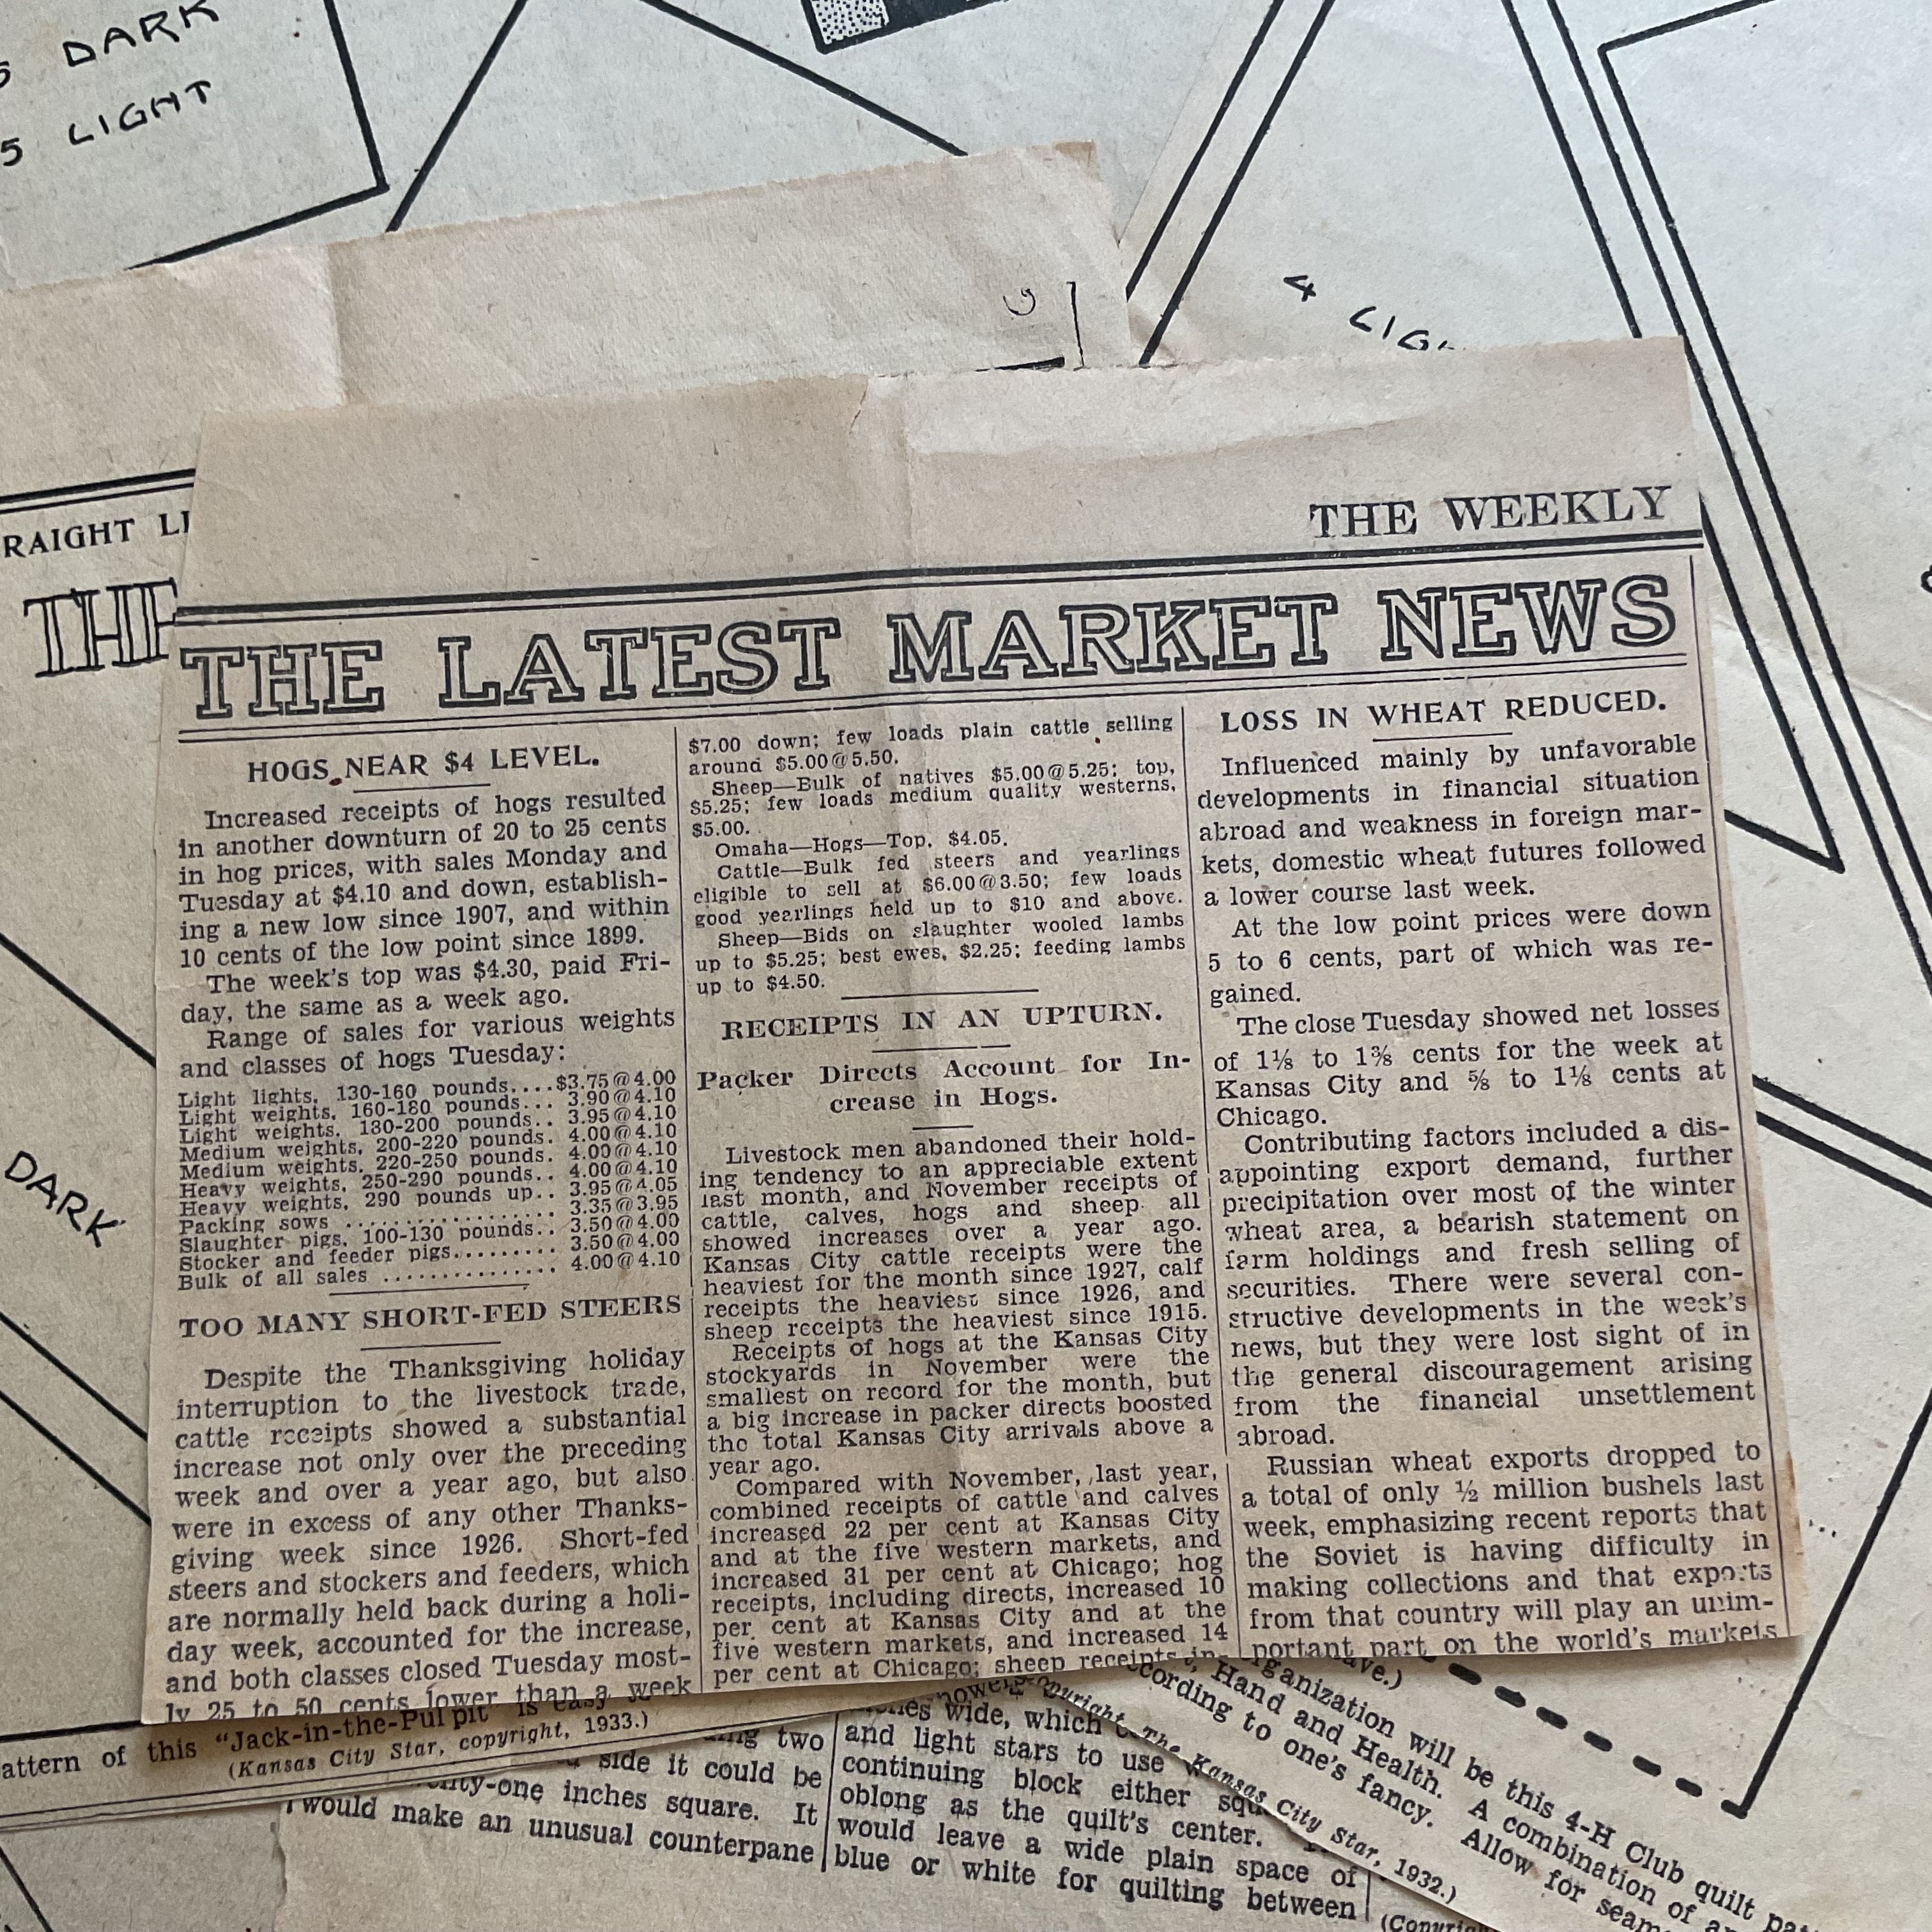 5 DARK
5 LIGHT
4 LIG
RAIGHT LI
THE
DARK
THE WEEKLY
THE LATEST MARKET NEWS
HOGS NEAR $4 LEVEL.
Increased receipts of hogs resulted
in another downturn of 20 to 25 cents
in hog prices, with sales Monday and
Tuesday at $4.10 and down, establish-
ing a new low since 1907, and within
10 cents of the low point since 1899.
The week's top was $4.30, paid Fri-
day, the same as a week ago.
Range of sales for various weights
and classes of hogs Tuesday:
Light lights, 130-160 pounds....$3.75@4.00
Light weights, 160-180 pounds... 3.90@4.10
Light weights, 180-200 pounds.. 3.95@4.10
Medium weights, 200-220 pounds. 4.00@4.10
Medium weights, 220-250 pounds. 4.00@4.10
Heavy weights, 250-290 pounds.. 4.00@4.10
Heavy weights, 290 pounds up.. 3.95@4.05
Packing sows ................ 3.35@3.95
Slaughter pigs, 100-130 pounds.. 3.50@4.00
Stocker and feeder pigs......... 3.50@4.00
Bulk of all sales ............... 4.00@4.10
TOO MANY SHORT-FED STEERS
Despite the Thanksgiving holiday
interruption to the livestock trade,
cattle receipts showed a substantial
increase not only over the preceding
week and over a year ago, but also
were in excess of any other Thanks-
giving week since 1926. Short-fed
steers and stockers and feeders, which
are normally held back during a holi-
day week, accounted for the increase,
and both classes closed Tuesday most-
ly 25 to 50 cents lower than a week
$7.00 down; few loads plain cattle selling
around $5.00@5.50.
Sheep—Bulk of natives $5.00@5.25; top,
$5.25; few loads medium quality westerns,
$5.00.
Omaha—Hogs—Top, $4.05.
Cattle—Bulk fed steers and yearlings
eligible to sell at $6.00@3.50; few loads
good yearlings held up to $10 and above.
Sheep—Bids on slaughter wooled lambs
up to $5.25; best ewes, $2.25; feeding lambs
up to $4.50.
RECEIPTS IN AN UPTURN.
Packer Directs Account for In-
crease in Hogs.
Livestock men abandoned their hold-
ing tendency to an appreciable extent
last month, and November receipts of
cattle, calves, hogs and sheep all
showed increases over a year ago.
Kansas City cattle receipts were the
heaviest for the month since 1927, calf
receipts the heaviest since 1926, and
sheep receipts the heaviest since 1915.
Receipts of hogs at the Kansas City
stockyards in November were the
smallest on record for the month, but
a big increase in packer directs boosted
the total Kansas City arrivals above a
year ago.
Compared with November, last year,
combined receipts of cattle and calves
increased 22 per cent at Kansas City
and at the five western markets, and
increased 31 per cent at Chicago; hog
receipts, including directs, increased 10
per cent at Kansas City and at the
five western markets, and increased 14
per cent at Chicago; sheep receipts in-
LOSS IN WHEAT REDUCED.
Influenced mainly by unfavorable
developments in financial situation
abroad and weakness in foreign mar-
kets, domestic wheat futures followed
a lower course last week.
At the low point prices were down
5 to 6 cents, part of which was re-
gained.
The close Tuesday showed net losses
of 1⅛ to 1⅜ cents for the week at
Kansas City and ⅝ to 1⅛ cents at
Chicago.
Contributing factors included a dis-
appointing export demand, further
precipitation over most of the winter
wheat area, a bearish statement on
farm holdings and fresh selling of
securities. There were several con-
structive developments in the week's
news, but they were lost sight of in
the general discouragement arising
from the financial unsettlement
abroad.
Russian wheat exports dropped to
a total of only ½ million bushels last
week, emphasizing recent reports that
the Soviet is having difficulty in
making collections and that exports
from that country will play an unim-
portant part on the world's markets
attern of this "Jack-in-the-Pulpit" is easy
(Kansas City Star, copyright, 1933.)
two
side it could be
inches square. It
would make an unusual counterpane
wide, which
and light stars to use
continuing block either
oblong as the quilt's center.
would leave a wide plain space of
blue or white for quilting between
Copyright, The Kansas City Star, 1932.)
ganization will be this 4-H Club quilt
Hand and Health. A combination of
cording to one's fancy. Allow for